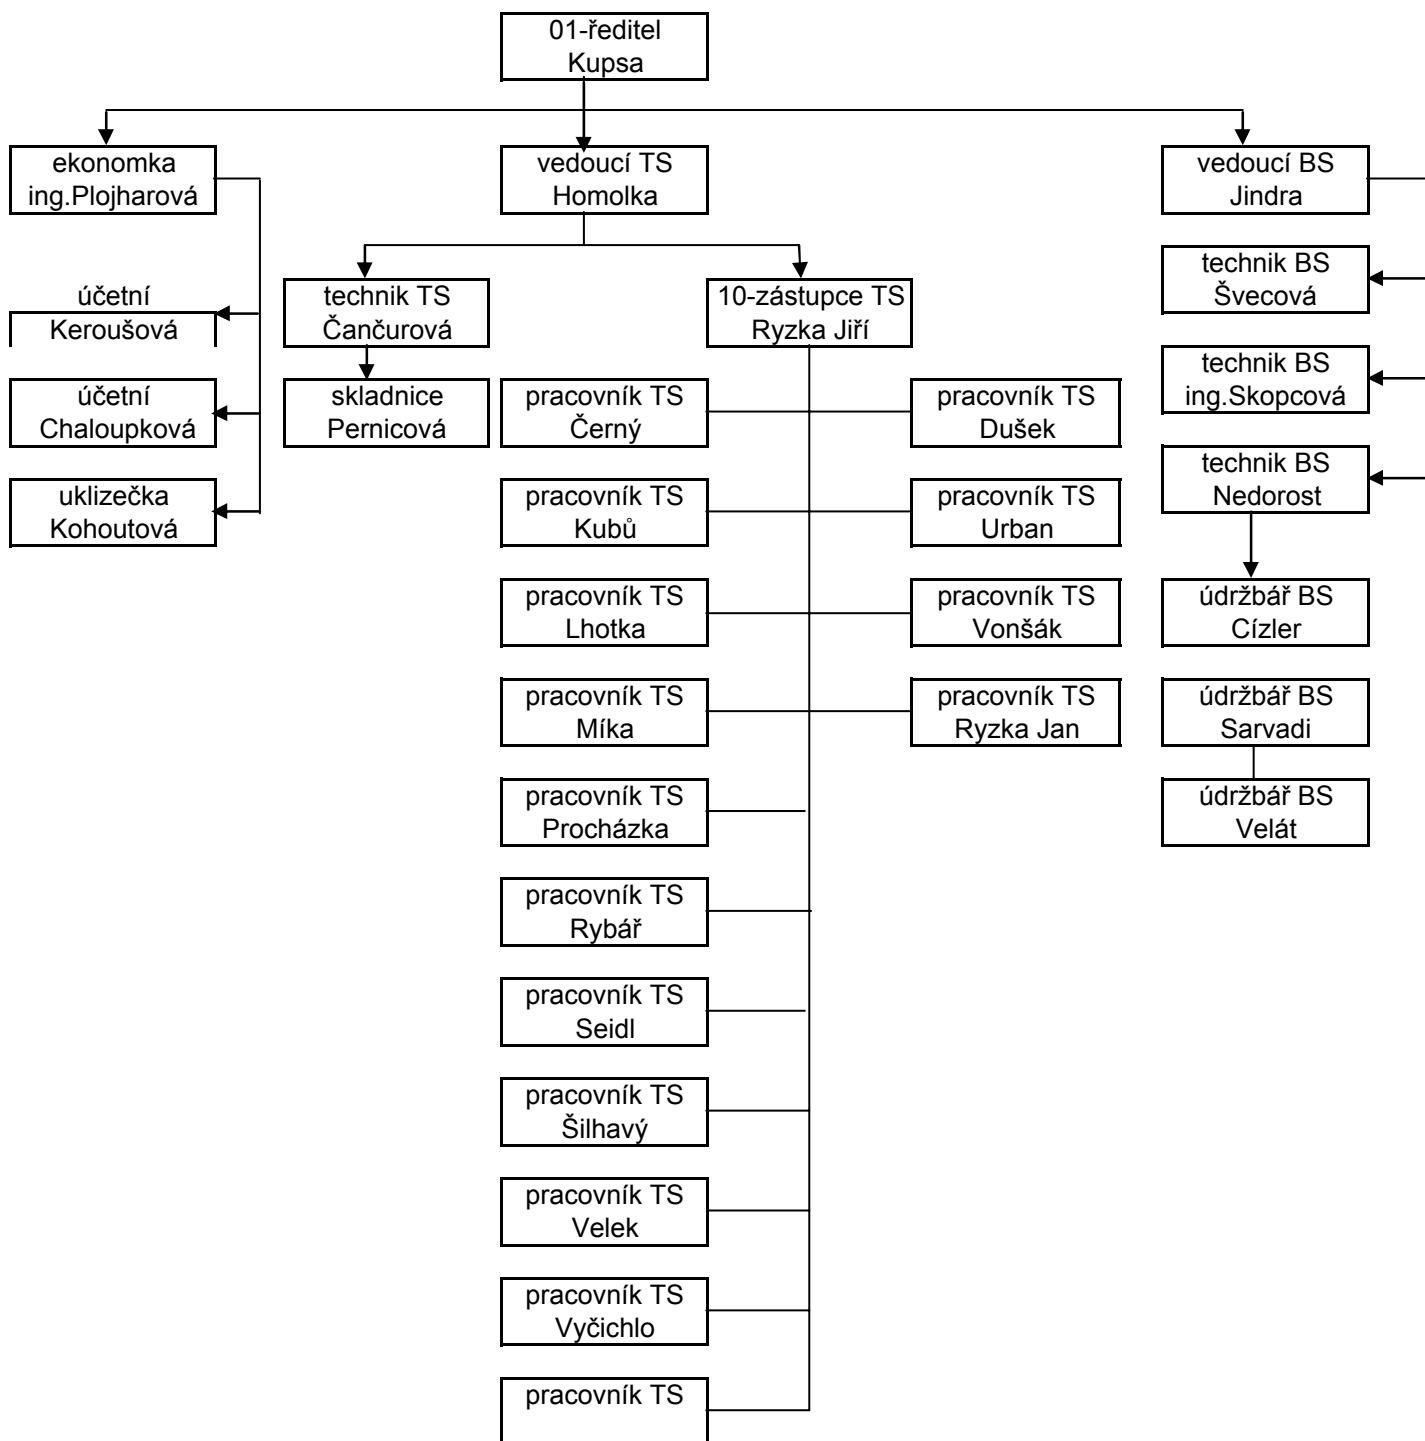 01-ředitel
Kupsa
ekonomka
ing.Plojharová
vedoucí TS
Homolka
vedoucí BS
Jindra
účetní
Keroušová
technik TS
Čančurová
10-zástupce TS
Ryzka Jiří
technik BS
Švecová
účetní
Chaloupková
skladnice
Pernicová
pracovník TS
Černý
pracovník TS
Dušek
technik BS
ing.Skopcová
uklizečka
Kohoutová
pracovník TS
Kubů
pracovník TS
Urban
technik BS
Nedorost
pracovník TS
Lhotka
pracovník TS
Vonšák
údržbář BS
Cízler
pracovník TS
Míka
pracovník TS
Ryzka Jan
údržbář BS
Sarvadi
pracovník TS
Procházka
údržbář BS
Velát
pracovník TS
Rybář
pracovník TS
Seidl
pracovník TS
Šilhavý
pracovník TS
Velek
pracovník TS
Vyčichlo
pracovník TS